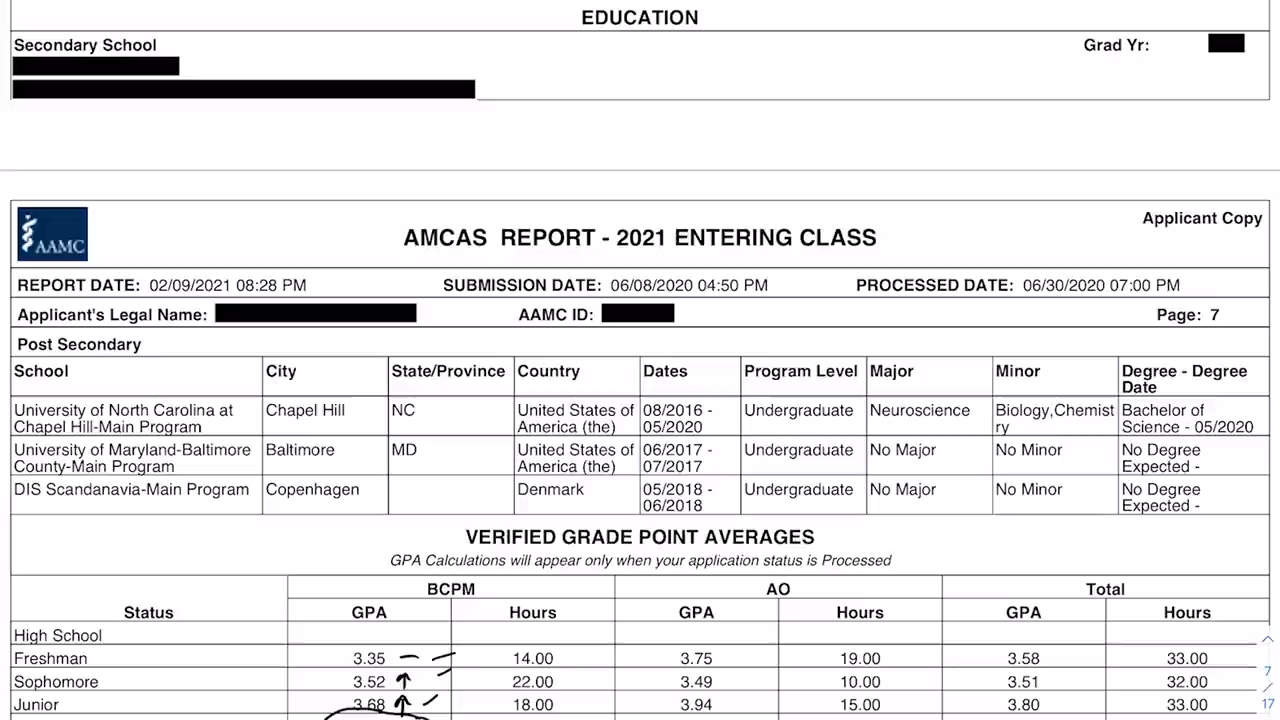 EDUCATION
Secondary School Grad Yr:
AAMC
Applicant Copy
AMCAS REPORT - 2021 ENTERING CLASS
REPORT DATE: 02/09/2021 08:28 PM SUBMISSION DATE: 06/08/2020 04:50 PM PROCESSED DATE: 06/30/2020 07:00 PM
Applicant's Legal Name: AAMC ID: Page: 7
Post Secondary
School City State/Province Country Dates Program Level Major Minor Degree - Degree
Date
University of North Carolina at Chapel Hill NC United States of 08/2016 - Undergraduate Neuroscience Biology,Chemist Bachelor of
Chapel Hill-Main Program America (the) 05/2020 ry Science - 05/2020
University of Maryland-Baltimore Baltimore MD United States of 06/2017 - Undergraduate No Major No Minor No Degree
County-Main Program America (the) 07/2017 Expected -
DIS Scandanavia-Main Program Copenhagen Denmark 05/2018 - Undergraduate No Major No Minor No Degree
06/2018 Expected -
VERIFIED GRADE POINT AVERAGES
GPA Calculations will appear only when your application status is Processed
BCPM AO Total
Status GPA Hours GPA Hours GPA Hours
High School
Freshman 3.35 14.00 3.75 19.00 3.58 33.00
Sophomore 3.52 22.00 3.49 10.00 3.51 32.00
Junior 3.68 18.00 3.94 15.00 3.80 33.00
7
17